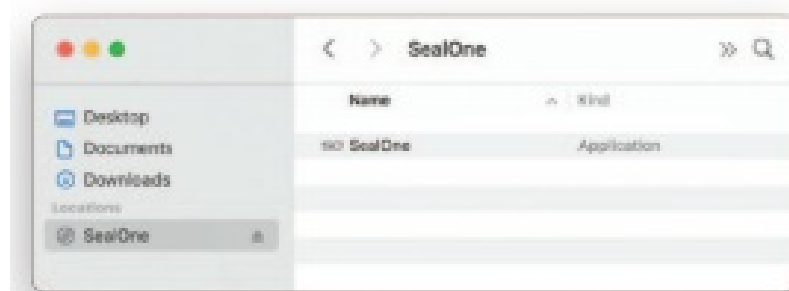 SealOne
Desktop
Documents
Downloads
Locations
SealOne
Name Kind
SealOne Application